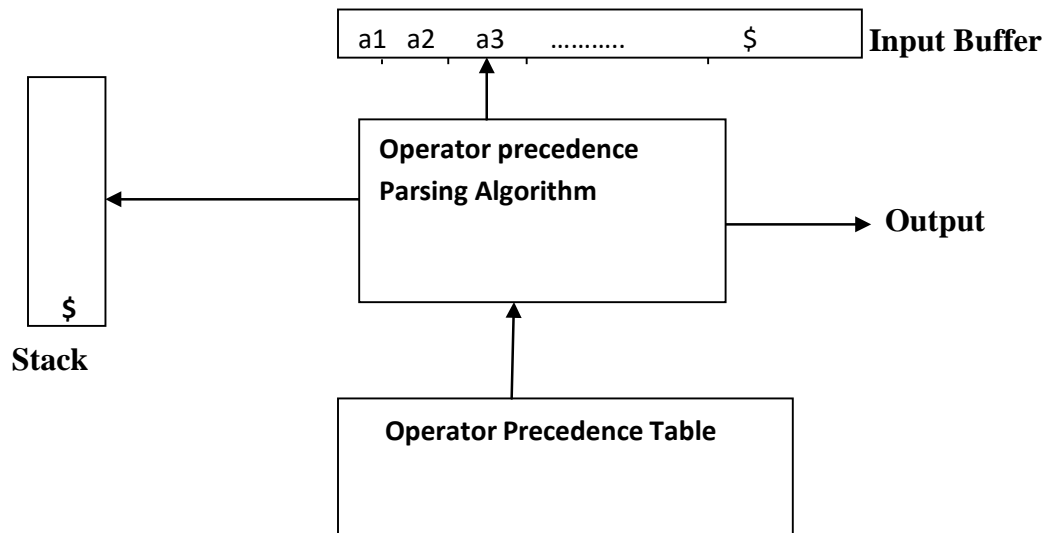 a1 a2 a3 ........... $ Input Buffer
Operator precedence
Parsing Algorithm
Output
$
Stack
Operator Precedence Table